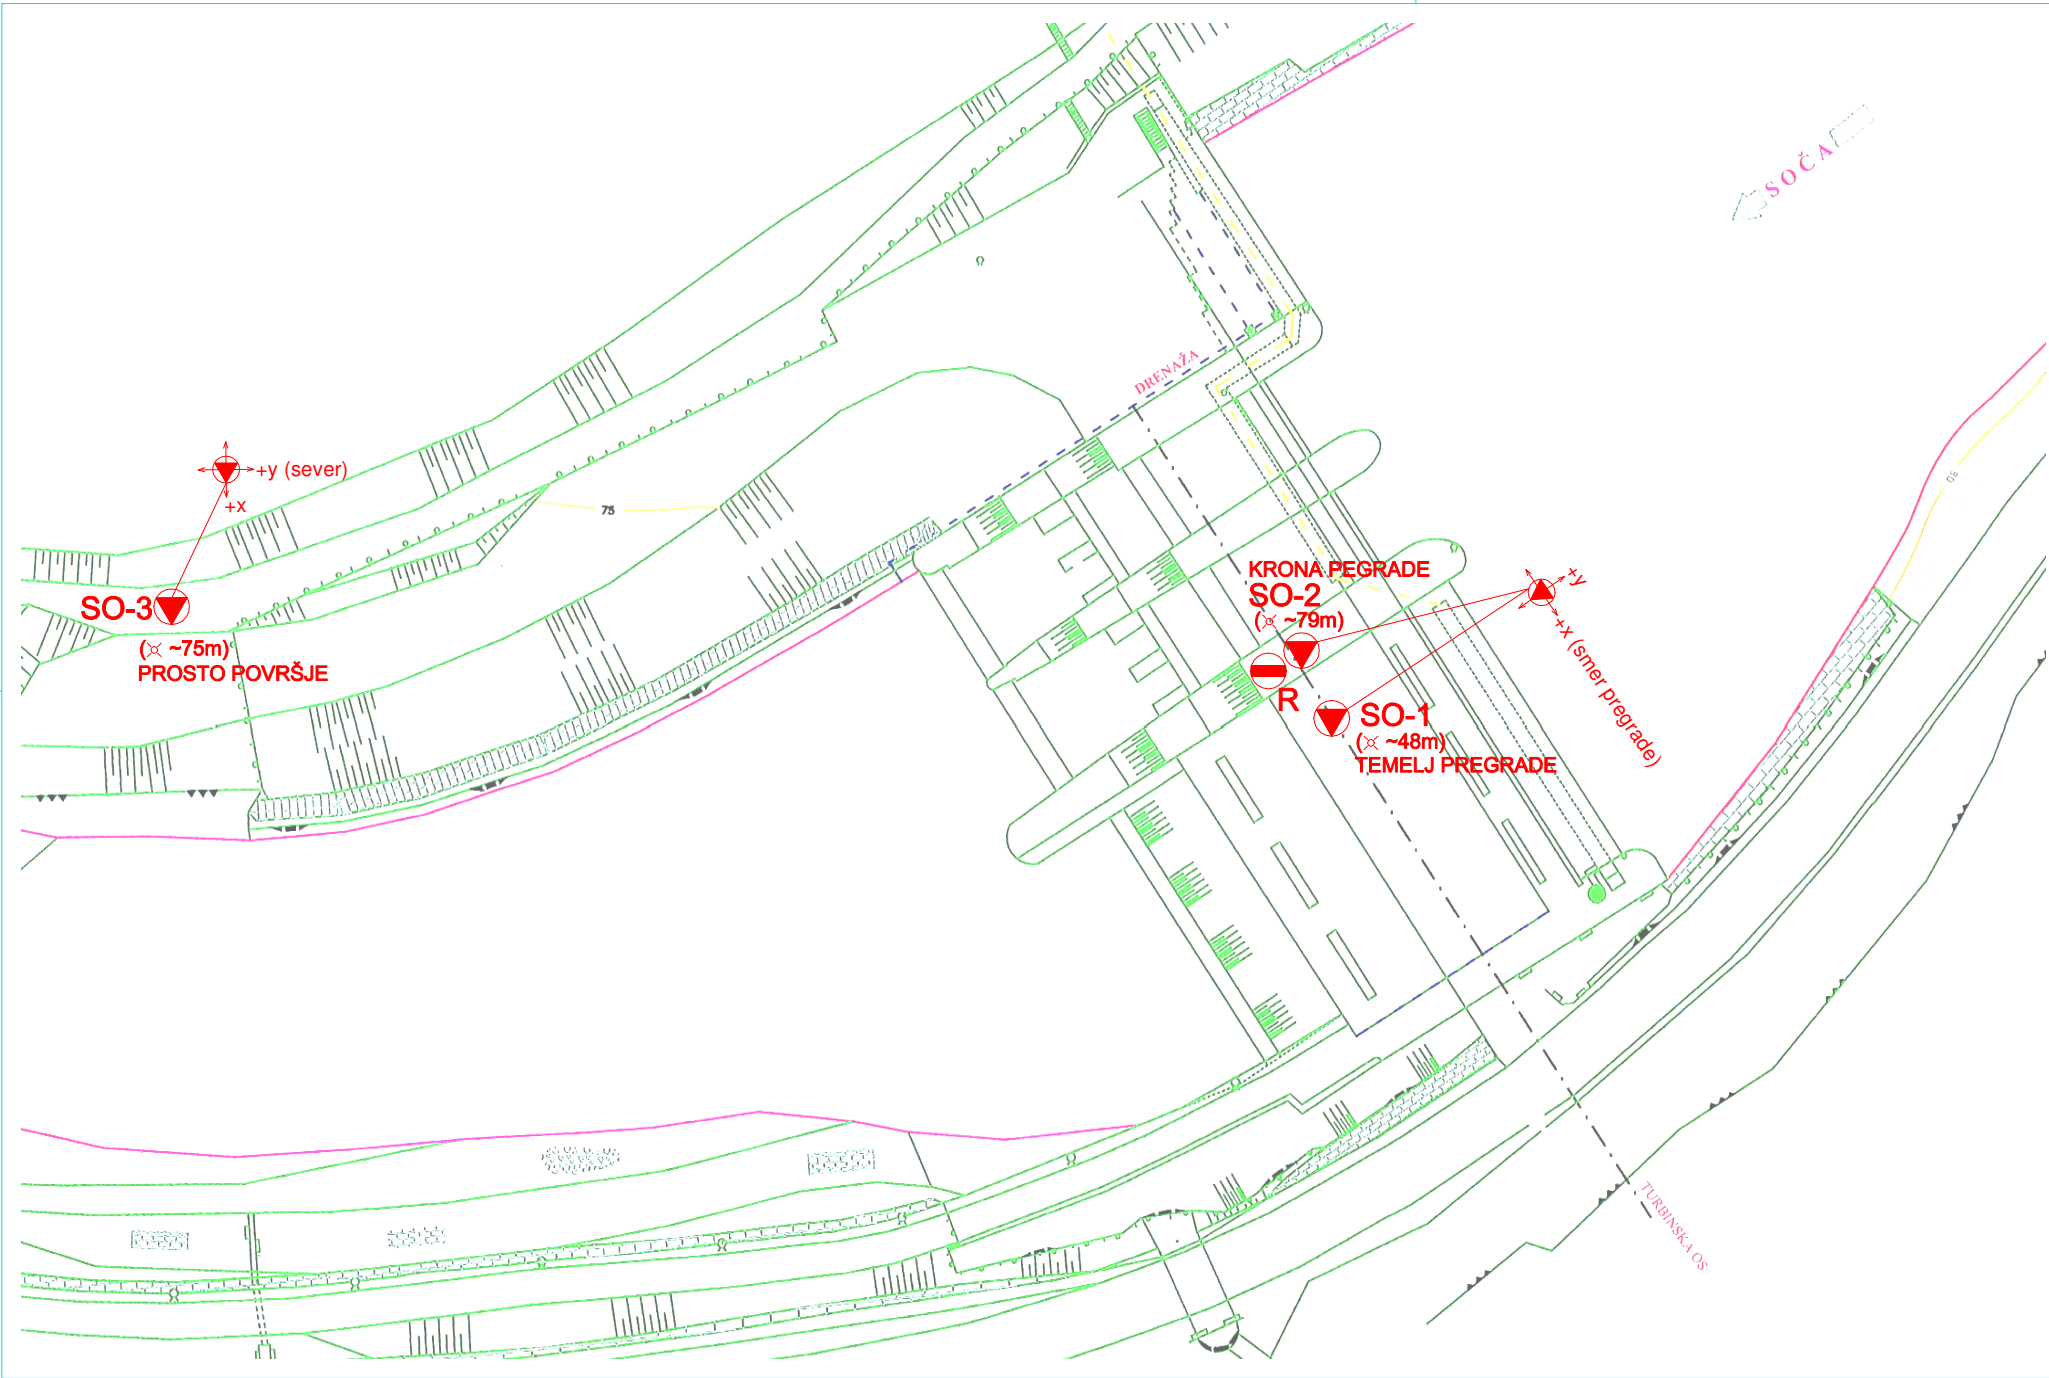 SOČA
DRENAŽA
+y (sever)
+x
75
90
KRONA PEGRADE
SO-2
(~79m)
+y
+x (smer pregrade)
SO-3
(~75m)
PROSTO POVRŠJE
R
SO-1
(~48m)
TEMELJ PREGRADE
TURBINSKA OS